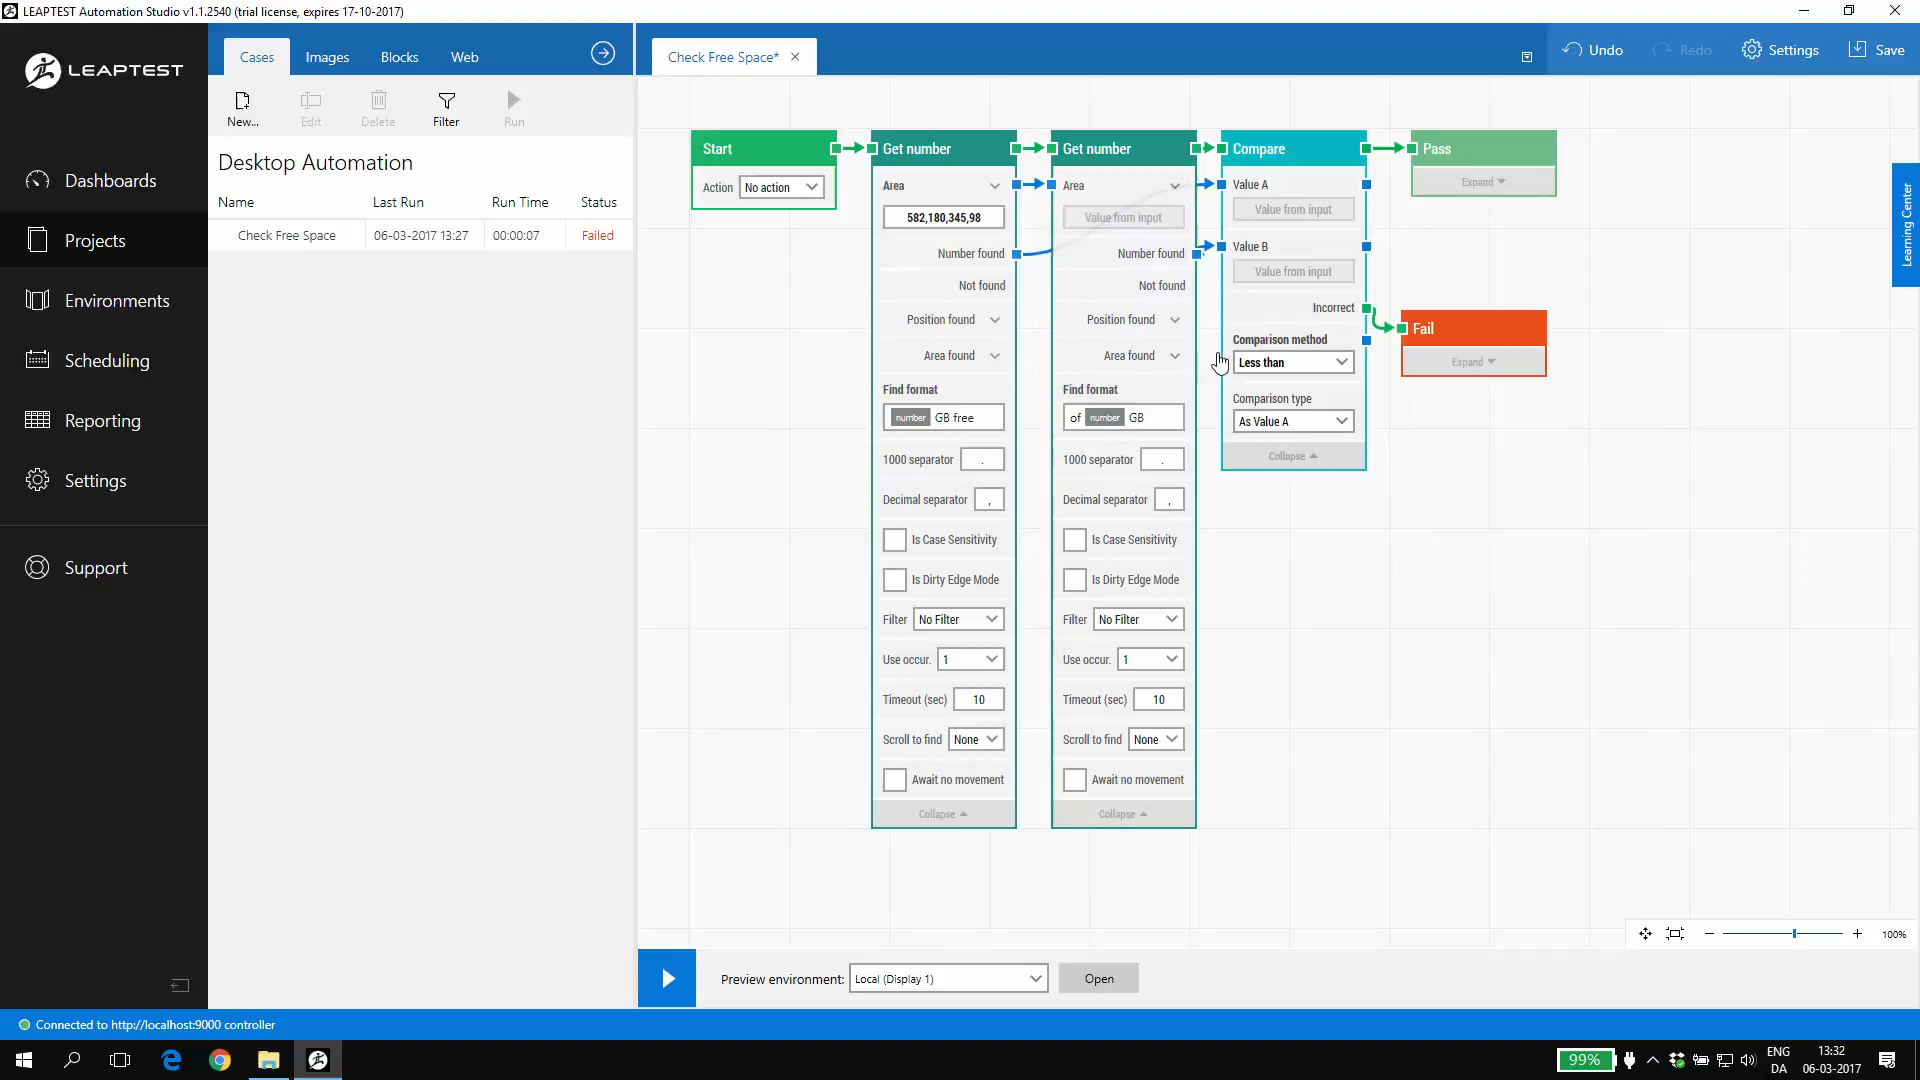 LEAPTEST Automation Studio v1.1.2540 (trial license, expires 17-10-2017)
LEAPTEST
Dashboards
Projects
Environments
Scheduling
Reporting
Settings
Support
Cases
Images
Blocks
Web
New...
Edit
Delete
Filter
Run
Desktop Automation
Name Last Run Run Time Status
Check Free Space 06-03-2017 13:27 00:00:07 Failed
Check Free Space*
Undo
Redo
Settings
Save
Learning Center
Start
Action No action
Get number
Area
582,180,345,98
Number found
Not found
Position found
Area found
Find format
number GB free
1000 separator .
Decimal separator ,
Is Case Sensitivity
Is Dirty Edge Mode
Filter No Filter
Use occur. 1
Timeout (sec) 10
Scroll to find None
Await no movement
Collapse
Get number
Area
Value from input
Number found
Not found
Position found
Area found
Find format
of number GB
1000 separator .
Decimal separator ,
Is Case Sensitivity
Is Dirty Edge Mode
Filter No Filter
Use occur. 1
Timeout (sec) 10
Scroll to find None
Await no movement
Collapse
Compare
Value A
Value from input
Value B
Value from input
Incorrect
Comparison method
Less than
Comparison type
As Value A
Collapse
Pass
Expand
Fail
Expand
100%
Preview environment: Local (Display 1) Open
Connected to http://localhost:9000 controller
99%
ENG
DA
13:32
06-03-2017